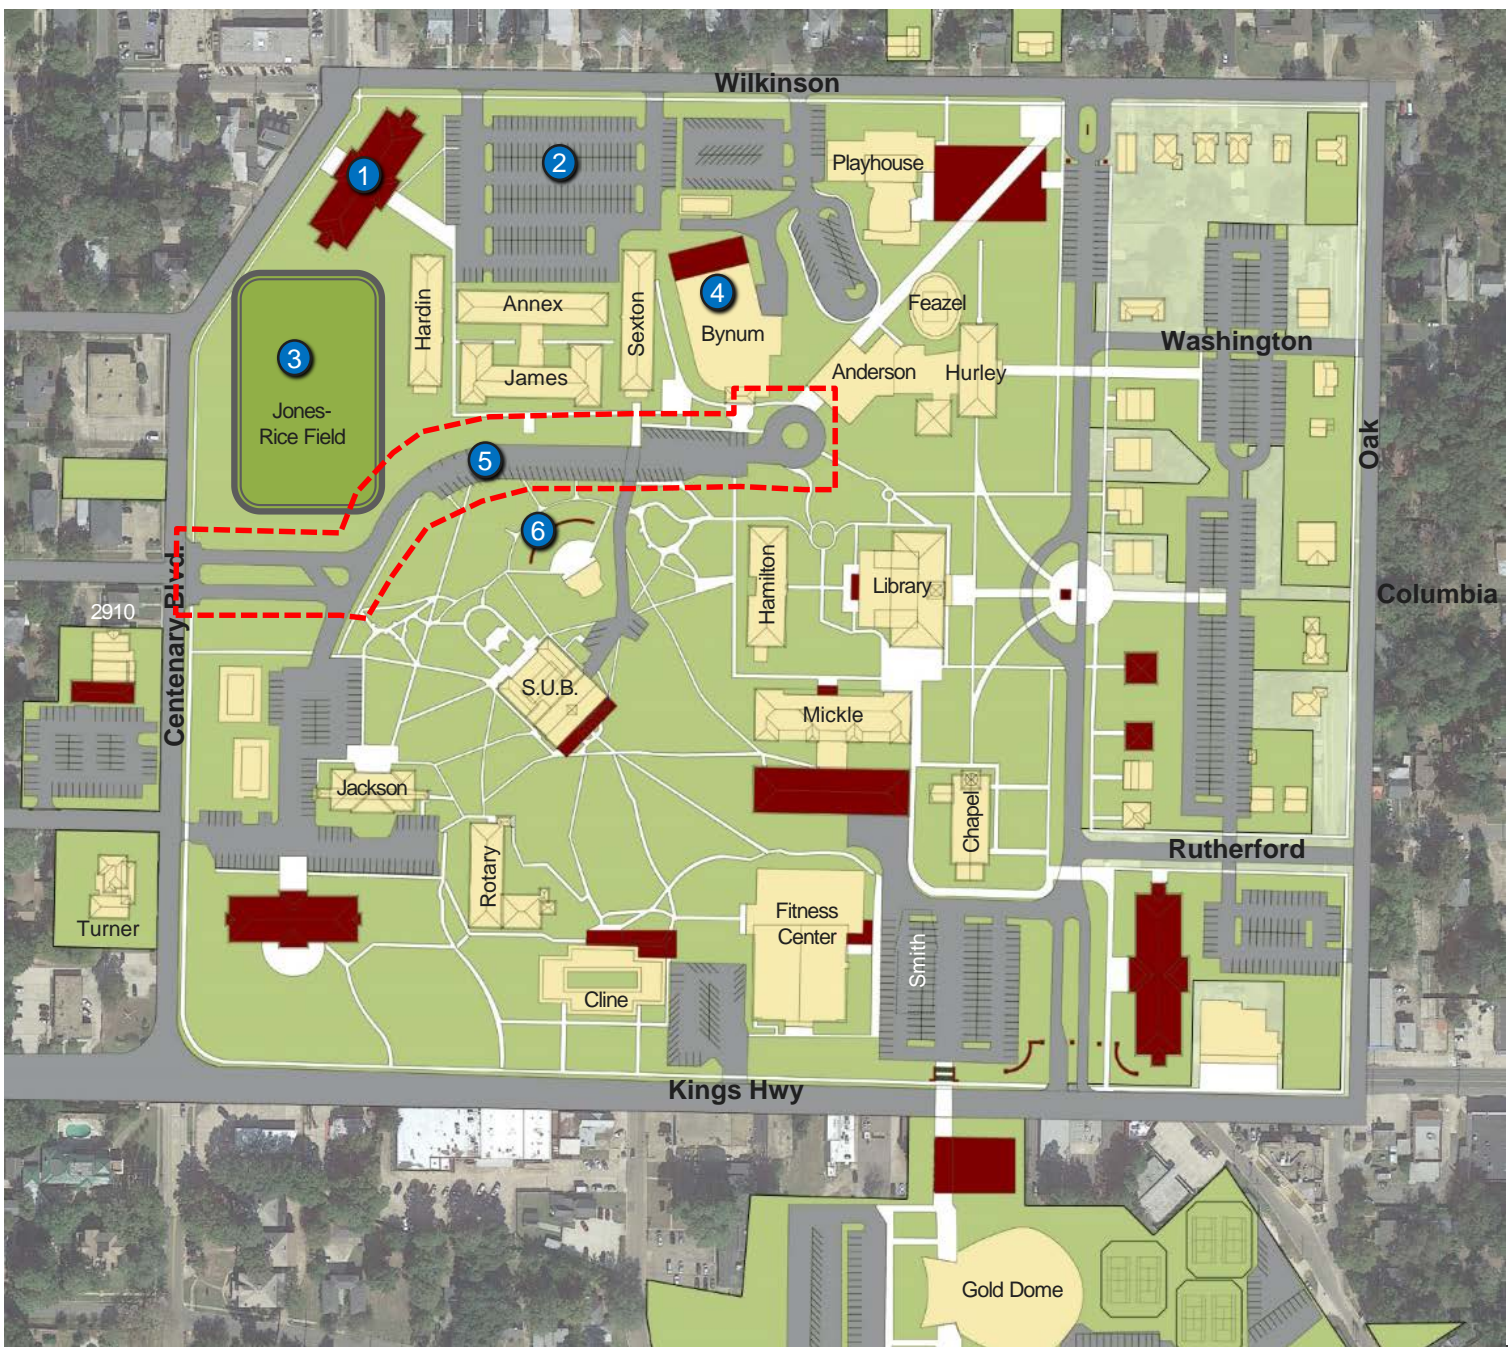 Wilkinson
1
2
Playhouse
4
Bynum
Feazel
Hardin
Annex
Sexton
James
Anderson
Hurley
Washington
3
Jones-
Rice Field
5
6
Oak
Centenary Blvd.
2910
Hamilton
Library
Columbia
S.U.B.
Mickle
Jackson
Chapel
Rotary
Rutherford
Turner
Fitness
Center
Smith
Cline
Kings Hwy
Gold Dome